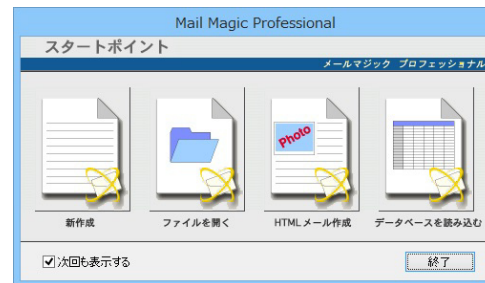 Mail Magic Professional
スタートポイント
メールマジック プロフェッショナル
Photo
新作成
ファイルを開く
HTMLメール作成
データベースを読み込む
次回も表示する
終了